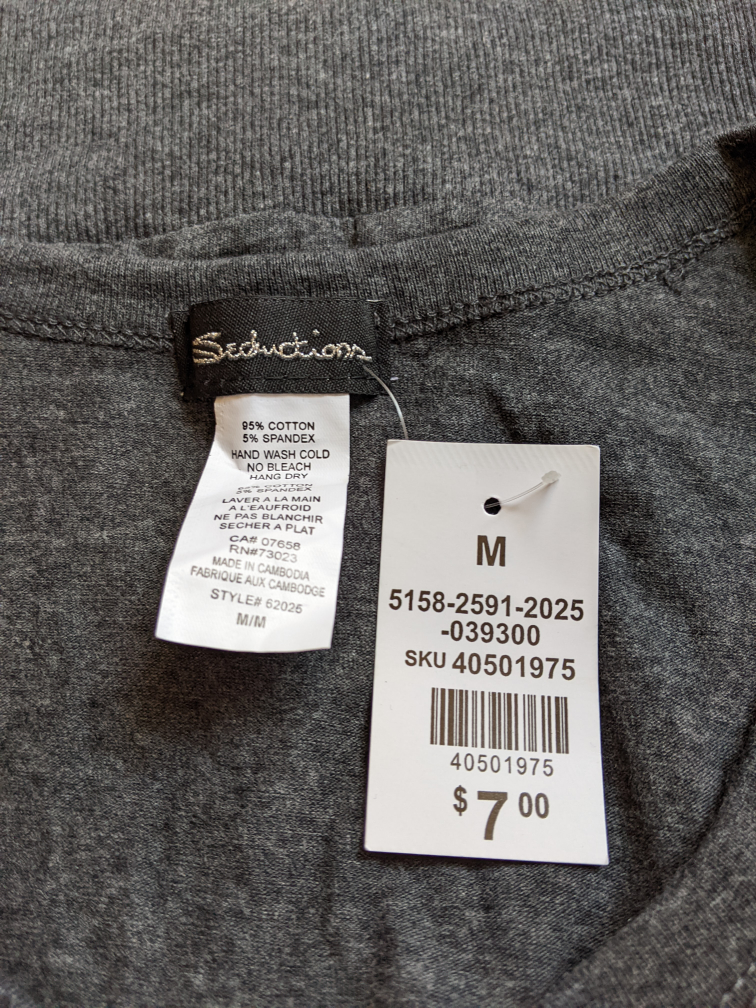 Seductions
95% COTTON
5% SPANDEX
HAND WASH COLD
NO BLEACH
HANG DRY
5% SPANDEX
LAVER A LA MAIN
A L'EAUFROID
NE PAS BLANCHIR
SECHER A PLAT
CA# 07658
RN#73023
MADE IN CAMBODIA
FABRIQUE AUX CAMBODGE
STYLE# 62025
M/M
M
5158-2591-2025
-039300
SKU 40501975
40501975
$7 00